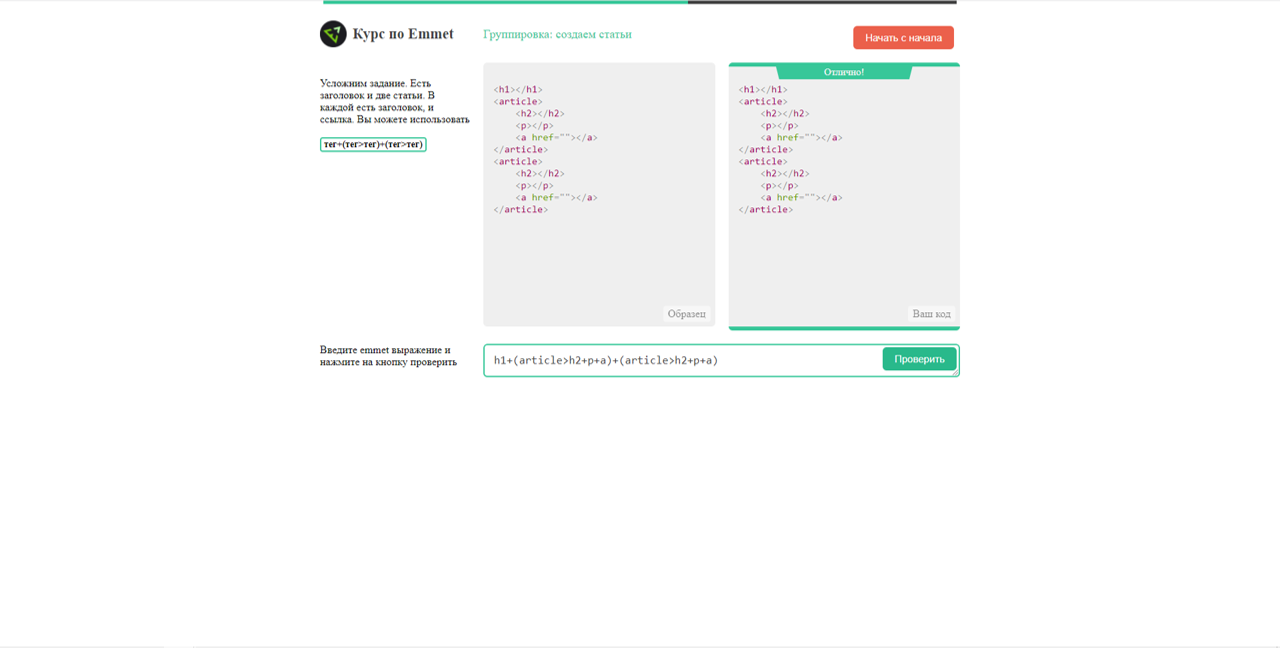 Курс по Emmet
Группировка: создаем статьи
Начать с начала
Усложним задание. Есть
заголовок и две статьи. В
каждой есть заголовок, и
ссылка. Вы можете использовать
тег+(тег>тег)+(тег>тег)
<h1></h1>
<article>
<h2></h2>
<p></p>
<a href=""></a>
</article>
<article>
<h2></h2>
<p></p>
<a href=""></a>
</article>
Образец
Отлично!
<h1></h1>
<article>
<h2></h2>
<p></p>
<a href=""></a>
</article>
<article>
<h2></h2>
<p></p>
<a href=""></a>
</article>
Ваш код
Введите emmet выражение и
нажмите на кнопку проверить
h1+(article>h2+p+a)+(article>h2+p+a)
Проверить